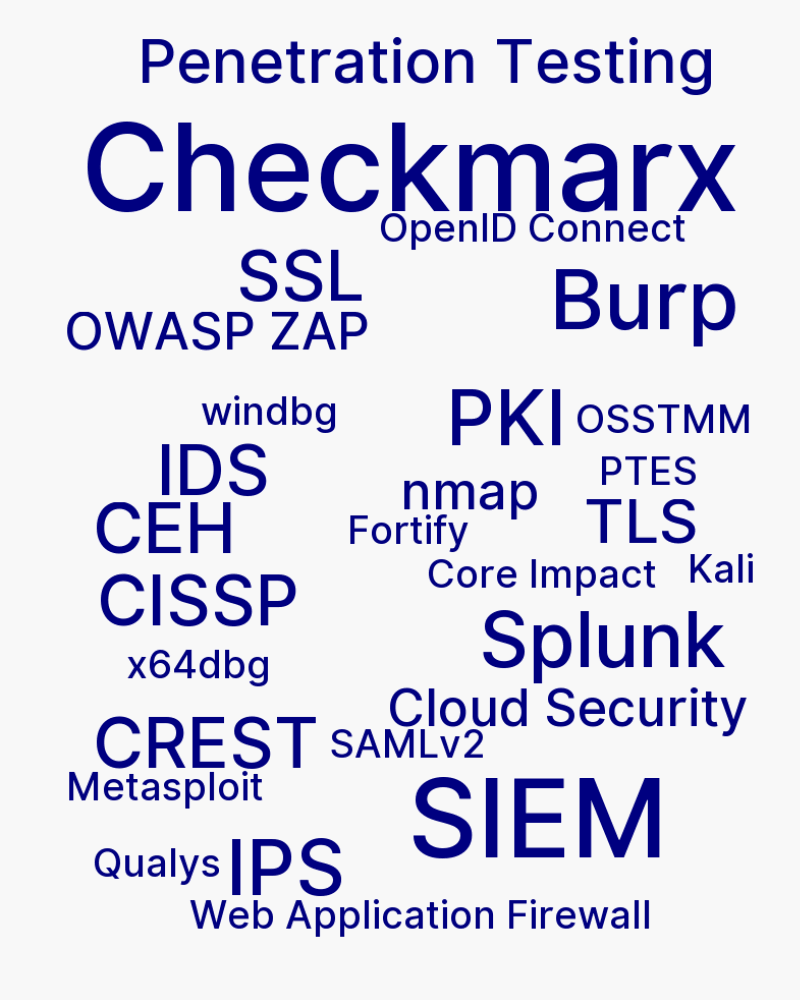 Penetration Testing
Checkmarx
OpenID Connect
SSL
Burp
OWASP ZAP
windbg
PKI
OSSTMM
IDS
PTES
nmap
TLS
CEH
Fortify
Core Impact
Kali
CISSP
Splunk
x64dbg
Cloud Security
CREST
SAMLv2
Metasploit
SIEM
Qualys
IPS
Web Application Firewall